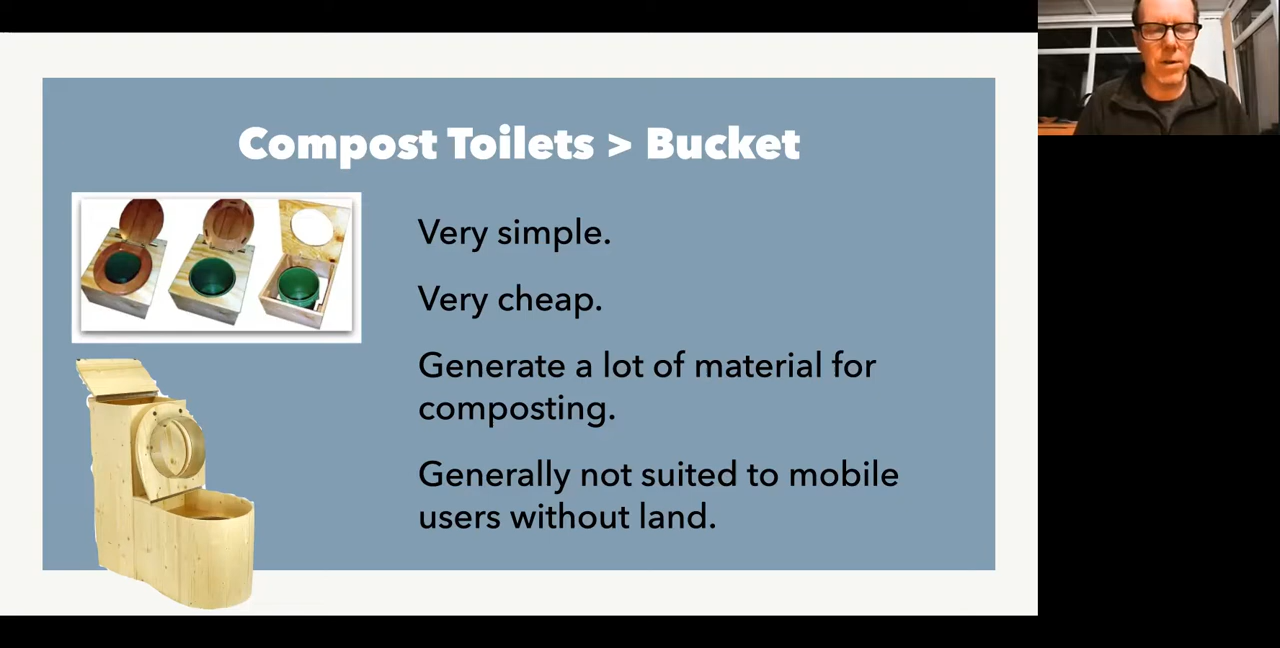 Compost Toilets > Bucket
Very simple.
Very cheap.
Generate a lot of material for
composting.
Generally not suited to mobile
users without land.